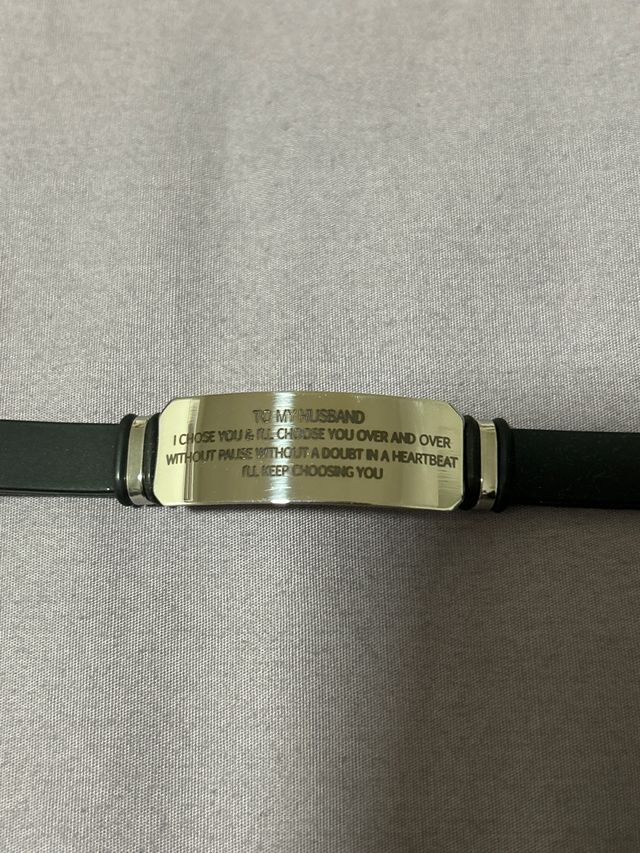 TO MY HUSBAND
I CHOSE YOU & I'LL CHOOSE YOU OVER AND OVER
WITHOUT PAUSE WITHOUT A DOUBT IN A HEARTBEAT
I'LL KEEP CHOOSING YOU